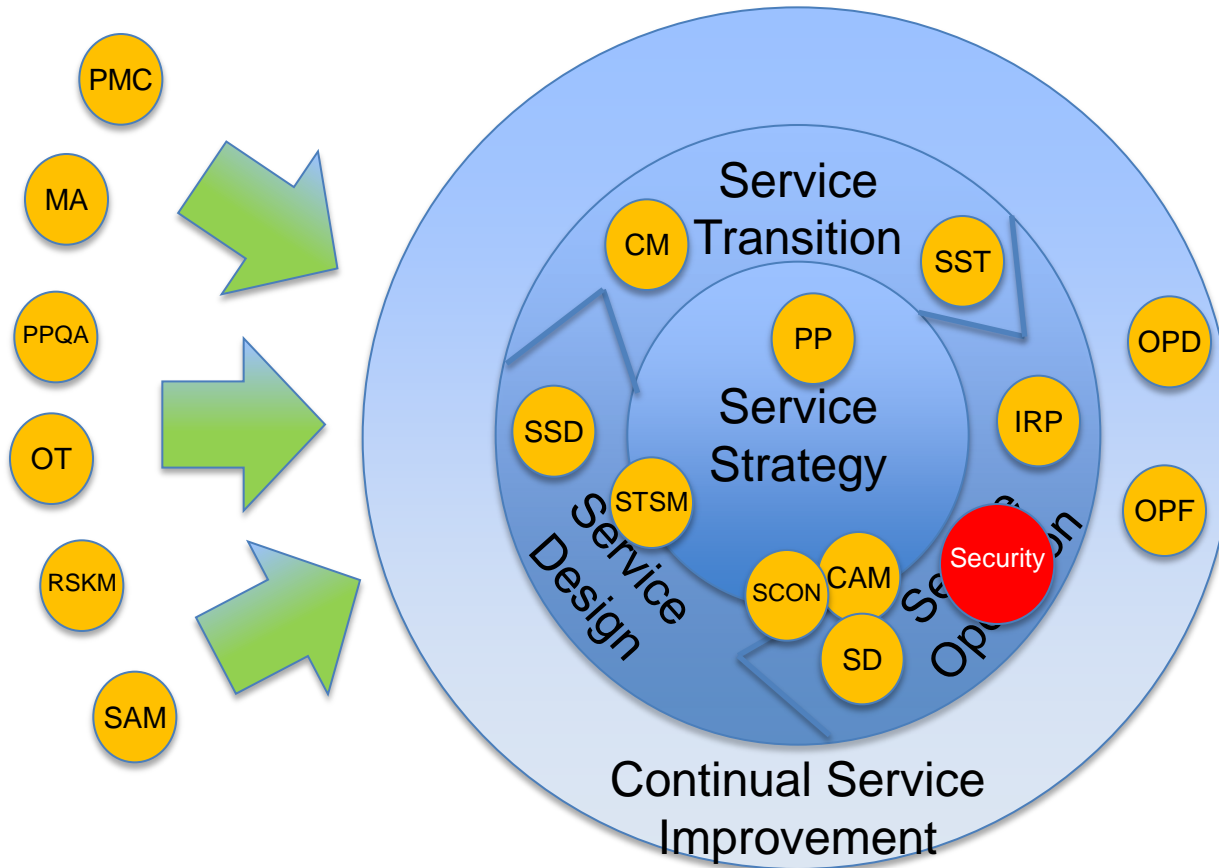 PMC
MA
PPQA
OT
RSKM
SAM
Service
Transition
CM
SST
PP
Service
Strategy
SSD
STSM
Service
Design
SCON
CAM
SD
IRP
Security
OPD
OPF
Continual Service
Improvement